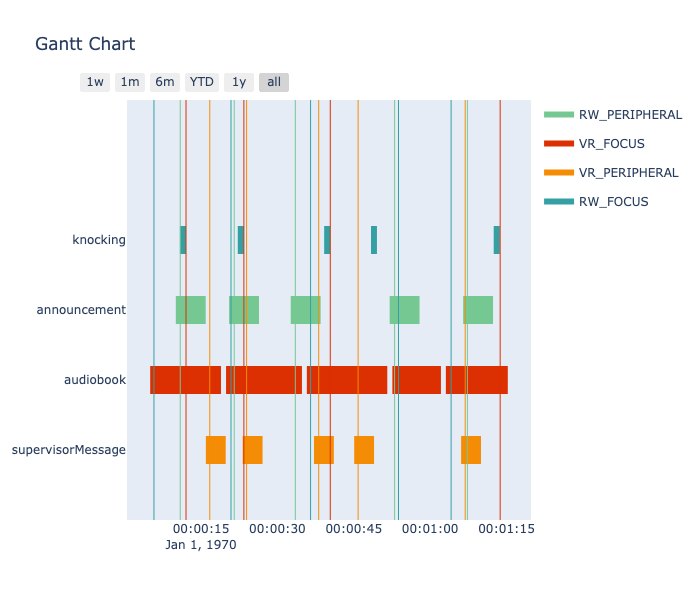 Gantt Chart
1w 1m 6m YTD 1y all
RW_PERIPHERAL
VR_FOCUS
VR_PERIPHERAL
RW_FOCUS
knocking
announcement
audiobook
supervisorMessage
00:00:15 00:00:30 00:00:45 00:01:00 00:01:15
Jan 1, 1970